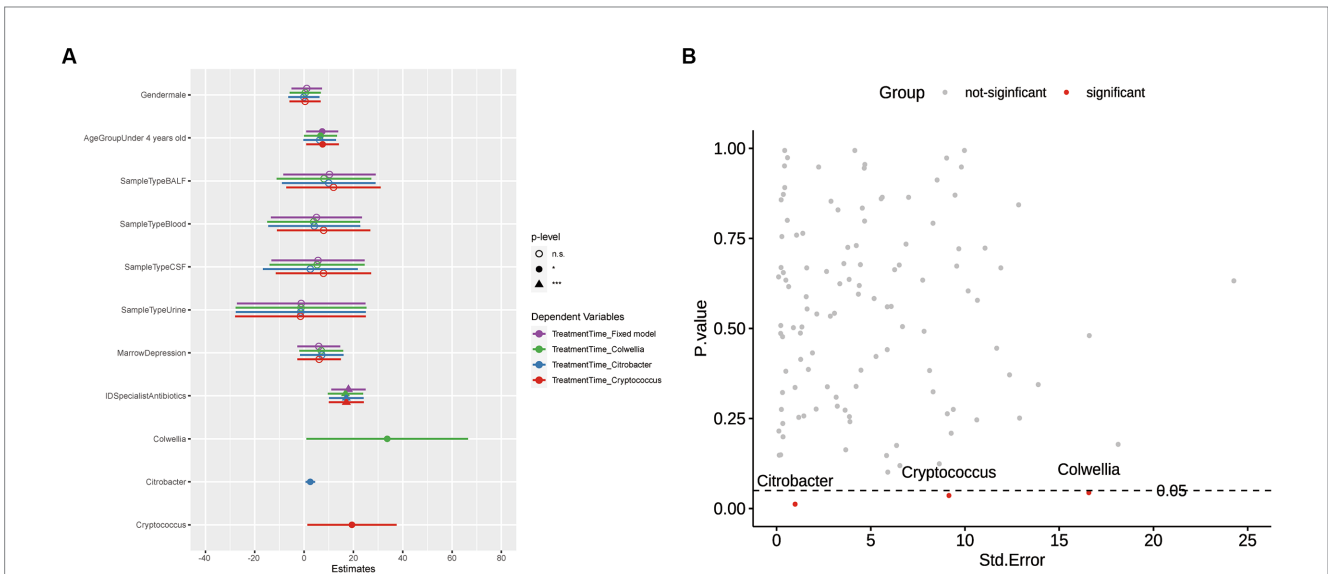 A
Gendermale
AgeGroupUnder 4 years old
SampleTypeBALF
SampleTypeBlood
SampleTypeCSF
SampleTypeUrine
MarrowDepression
IDSpecialistAntibiotics
Colwellia
Citrobacter
Cryptococcus
-40 -20 0 20 40 60 80
Estimates
p-level
n.s.
*
***
Dependent Variables
TreatmentTime_Fixed model
TreatmentTime_Colwellia
TreatmentTime_Citrobacter
TreatmentTime_Cryptococcus
B
Group not-siginficant significant
1.00
0.75
0.50
0.25
0.00
P.value
Citrobacter
Cryptococcus
Colwellia
0.05
0 5 10 15 20 25
Std.Error